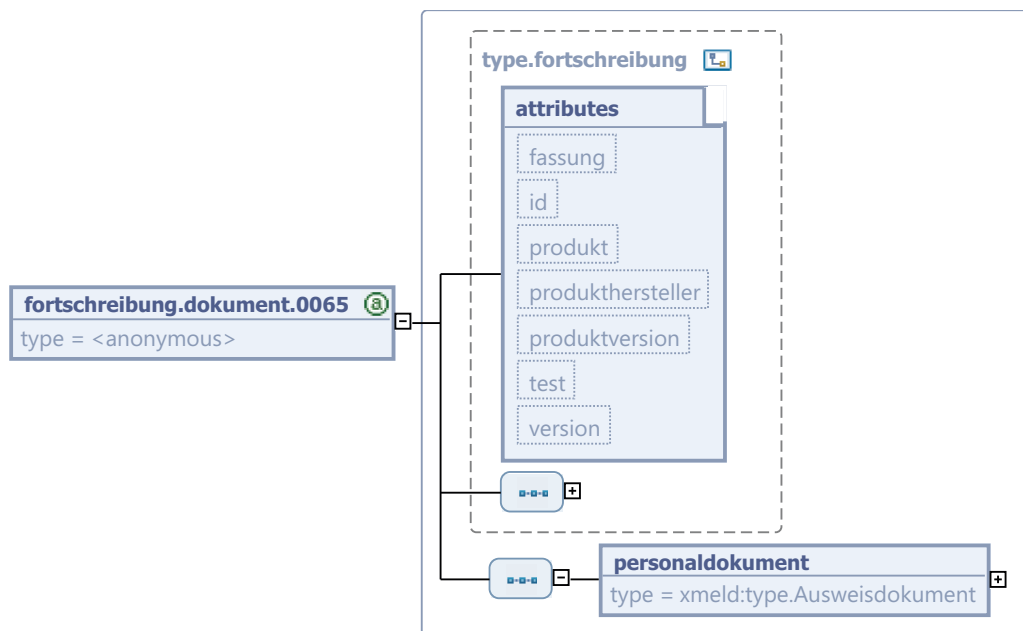 type.fortschreibung
attributes
fassung
id
produkt
produkthersteller
produktversion
test
version
fortschreibung.dokument.0065 @
type = <anonymous>
personaldokument
type = xmeld:type.Ausweisdokument